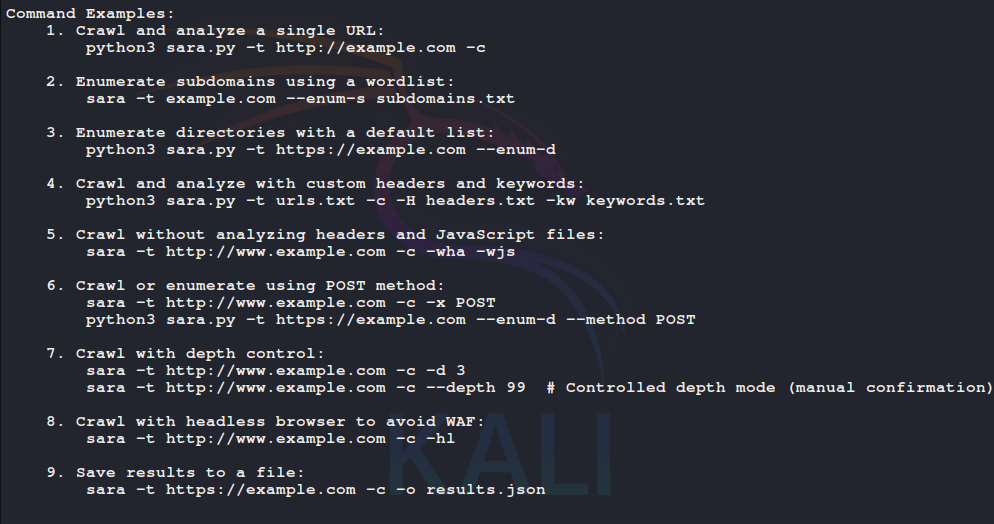 Command Examples:
1. Crawl and analyze a single URL:
python3 sara.py -t http://example.com -c
2. Enumerate subdomains using a wordlist:
sara -t example.com --enum-s subdomains.txt
3. Enumerate directories with a default list:
python3 sara.py -t https://example.com --enum-d
4. Crawl and analyze with custom headers and keywords:
python3 sara.py -t urls.txt -c -H headers.txt -kw keywords.txt
5. Crawl without analyzing headers and JavaScript files:
sara -t http://www.example.com -c -wha -wjs
6. Crawl or enumerate using POST method:
sara -t http://www.example.com -c -x POST
python3 sara.py -t https://example.com --enum-d --method POST
7. Crawl with depth control:
sara -t http://www.example.com -c -d 3
sara -t http://www.example.com -c --depth 99  # Controlled depth mode (manual confirmation)
8. Crawl with headless browser to avoid WAF:
sara -t http://www.example.com -c -hl
9. Save results to a file:
sara -t https://example.com -c -o results.json
KALI